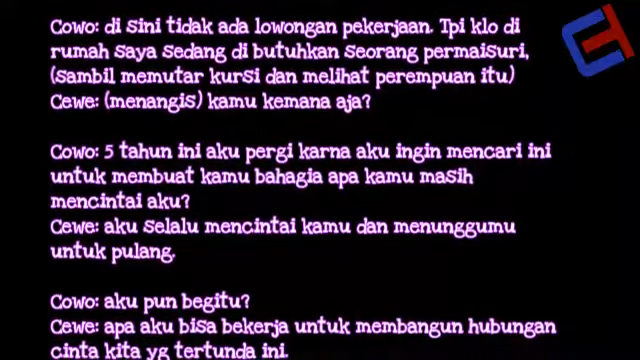 Cowo: di sini tidak ada lowongan pekerjaan. Tpi klo di
rumah saya sedang di butuhkan seorang permaisuri,
(sambil memutar kursi dan melihat perempuan itu)
Cewe: (menangis) kamu kemana aja?
Cowo: 5 tahun ini aku pergi karna aku ingin mencari ini
untuk membuat kamu bahagia apa kamu masih
mencintai aku?
Cewe: aku selalu mencintai kamu dan menunggumu
untuk pulang.
Cowo: aku pun begitu?
Cewe: apa aku bisa bekerja untuk membangun hubungan
cinta kita yg tertunda ini.